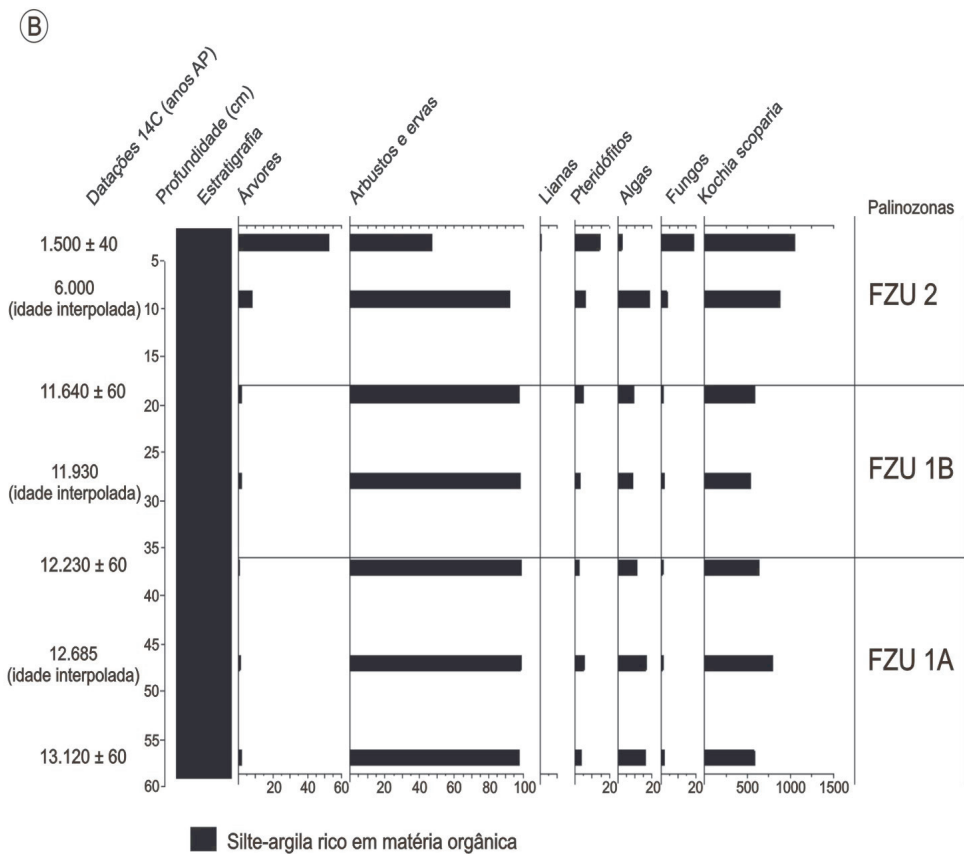 B
Datações 14C (anos AP)
Profundidade (cm)
Estratigrafia
Árvores
Arbustos e ervas
Lianas
Pteridófitos
Algas
Fungos
Kochia scoparia
Palinozonas
1.500 ± 40
5
6.000
(idade interpolada)
10
FZU 2
15
11.640 ± 60
20
25
11.930
(idade interpolada)
30
FZU 1B
35
12.230 ± 60
40
45
12.685
(idade interpolada)
50
FZU 1A
55
13.120 ± 60
60
20 40 60 20 40 60 80 100 20 20 20 500 1000 1500
Silte-argila rico em matéria orgânica